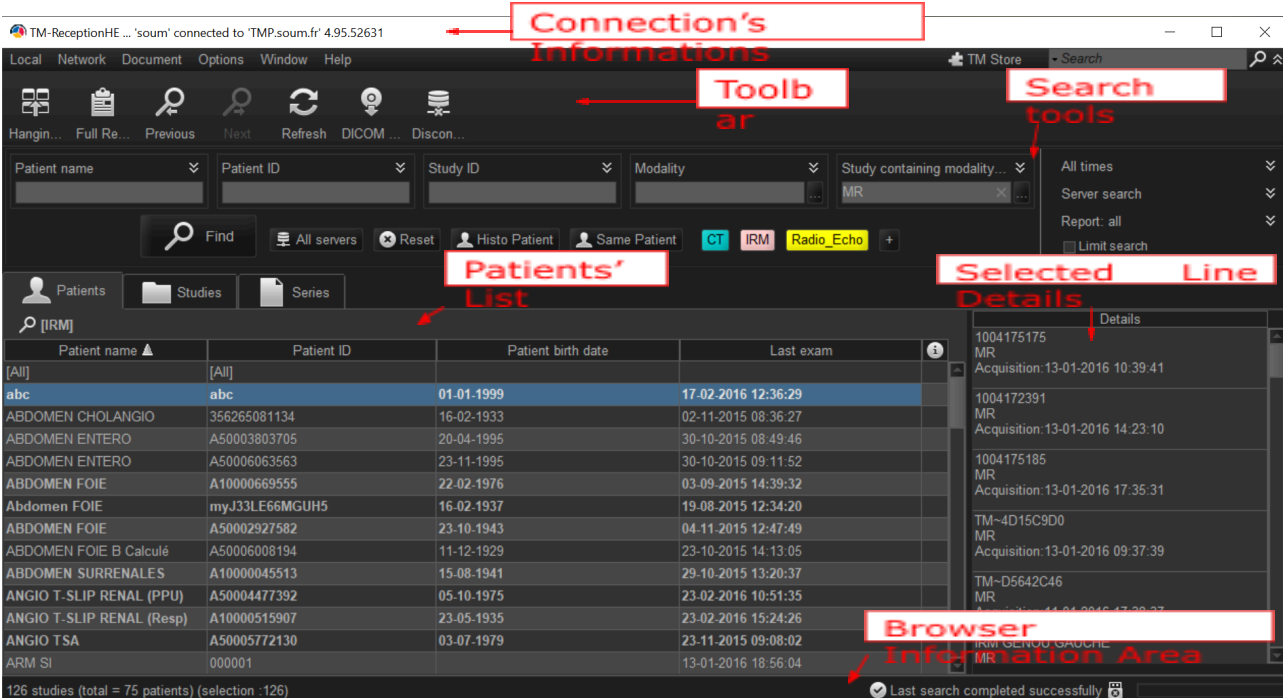 TM-ReceptionHE ... 'soum' connected to 'TMP.soum.fr' 4.95.52631
Connection's
Informations
Local Network Document Options Window Help
TM Store
Search
Toolb
ar
Search
tools
Hangin... Full Re... Previous Next Refresh DICOM ... Discon...
Patient name Patient ID Study ID Modality Study containing modality...
MR
...
...
All times
Server search
Report: all
Limit search
Find All servers Reset Histo Patient Same Patient CT IRM Radio_Echo +
Patients'
List
Selected Line
Details
Patients Studies Series
[IRM]
Patient name Patient ID Patient birth date Last exam
[All] [All]
abc abc 01-01-1999 17-02-2016 12:36:29
ABDOMEN CHOLANGIO 356265081134 16-02-1933 02-11-2015 08:36:27
ABDOMEN ENTERO A50003803705 20-04-1995 30-10-2015 08:49:46
ABDOMEN ENTERO A50006063563 23-11-1995 30-10-2015 09:11:52
ABDOMEN FOIE A10000669555 22-02-1976 03-09-2015 14:39:32
Abdomen FOIE myJ33LE66MGUH5 16-02-1937 19-08-2015 12:34:20
ABDOMEN FOIE A50002927582 23-10-1943 04-11-2015 12:47:49
ABDOMEN FOIE B Calculé A50006008194 11-12-1929 23-10-2015 14:13:05
ABDOMEN SURRENALES A10000045513 15-08-1941 29-10-2015 13:20:37
ANGIO T-SLIP RENAL (PPU) A50004477392 05-10-1975 23-02-2016 10:51:35
ANGIO T-SLIP RENAL (Resp) A10000515907 23-05-1935 23-02-2016 15:24:26
ANGIO TSA A50005772130 03-07-1979 23-11-2015 09:08:02
ARM SI 000001 13-01-2016 18:56:04
Details
1004175175
MR
Acquisition:13-01-2016 10:39:41
1004172391
MR
Acquisition:13-01-2016 14:23:10
1004175185
MR
Acquisition:13-01-2016 17:35:31
TM~4D15C9D0
MR
Acquisition:13-01-2016 09:37:39
TM~D5642C46
MR
IRM GENOU GAUCHE
MR
Browser
Information Area
126 studies (total = 75 patients) (selection :126)
Last search completed successfully